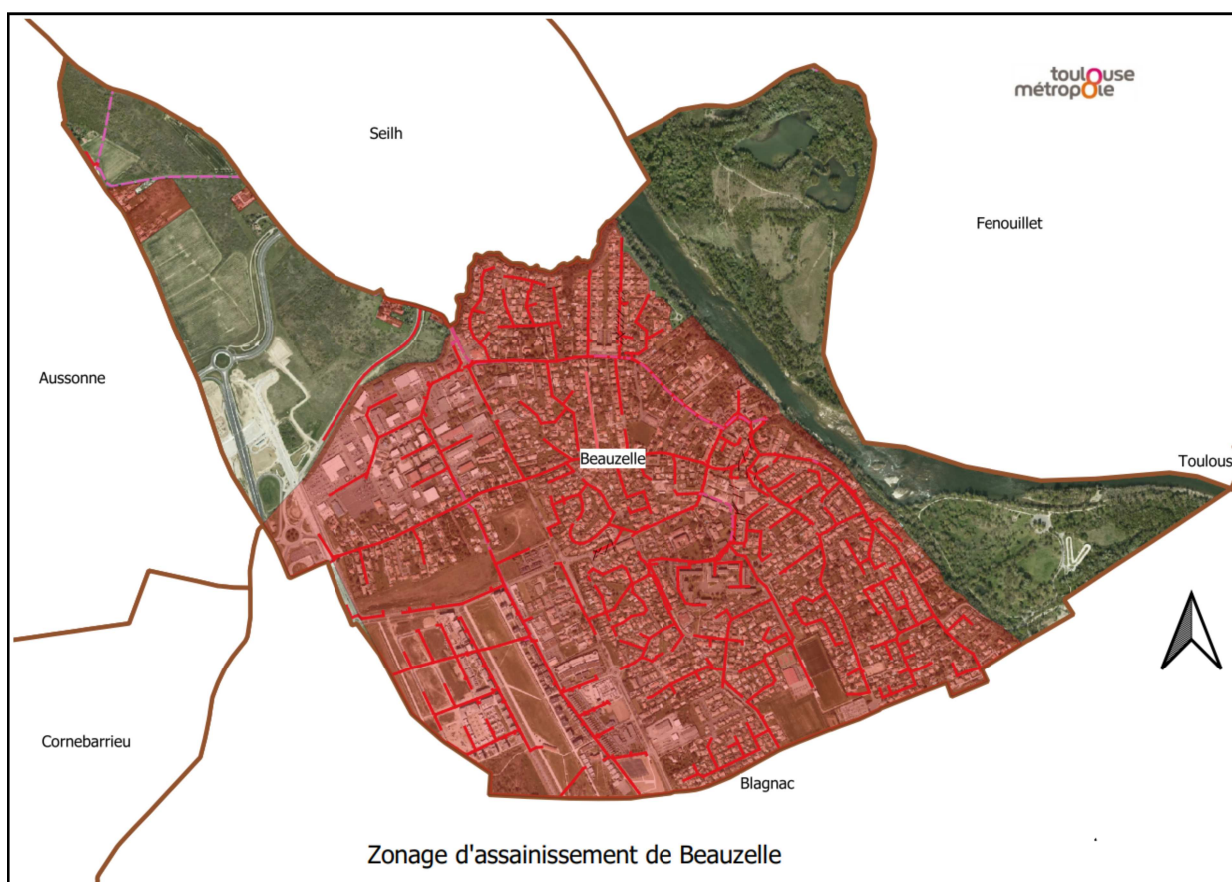 toulouse
métropole
Seilh
Fenouillet
Aussonne
Beauzelle
Toulous
Cornebarrieu
Blagnac
Zonage d'assainissement de Beauzelle